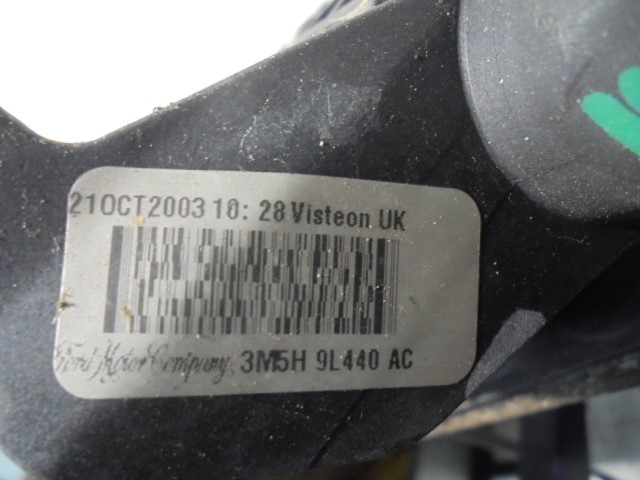 21OCT2003 10: 28 Visteon UK
Ford Motor Company 3M5H 9L440 AC